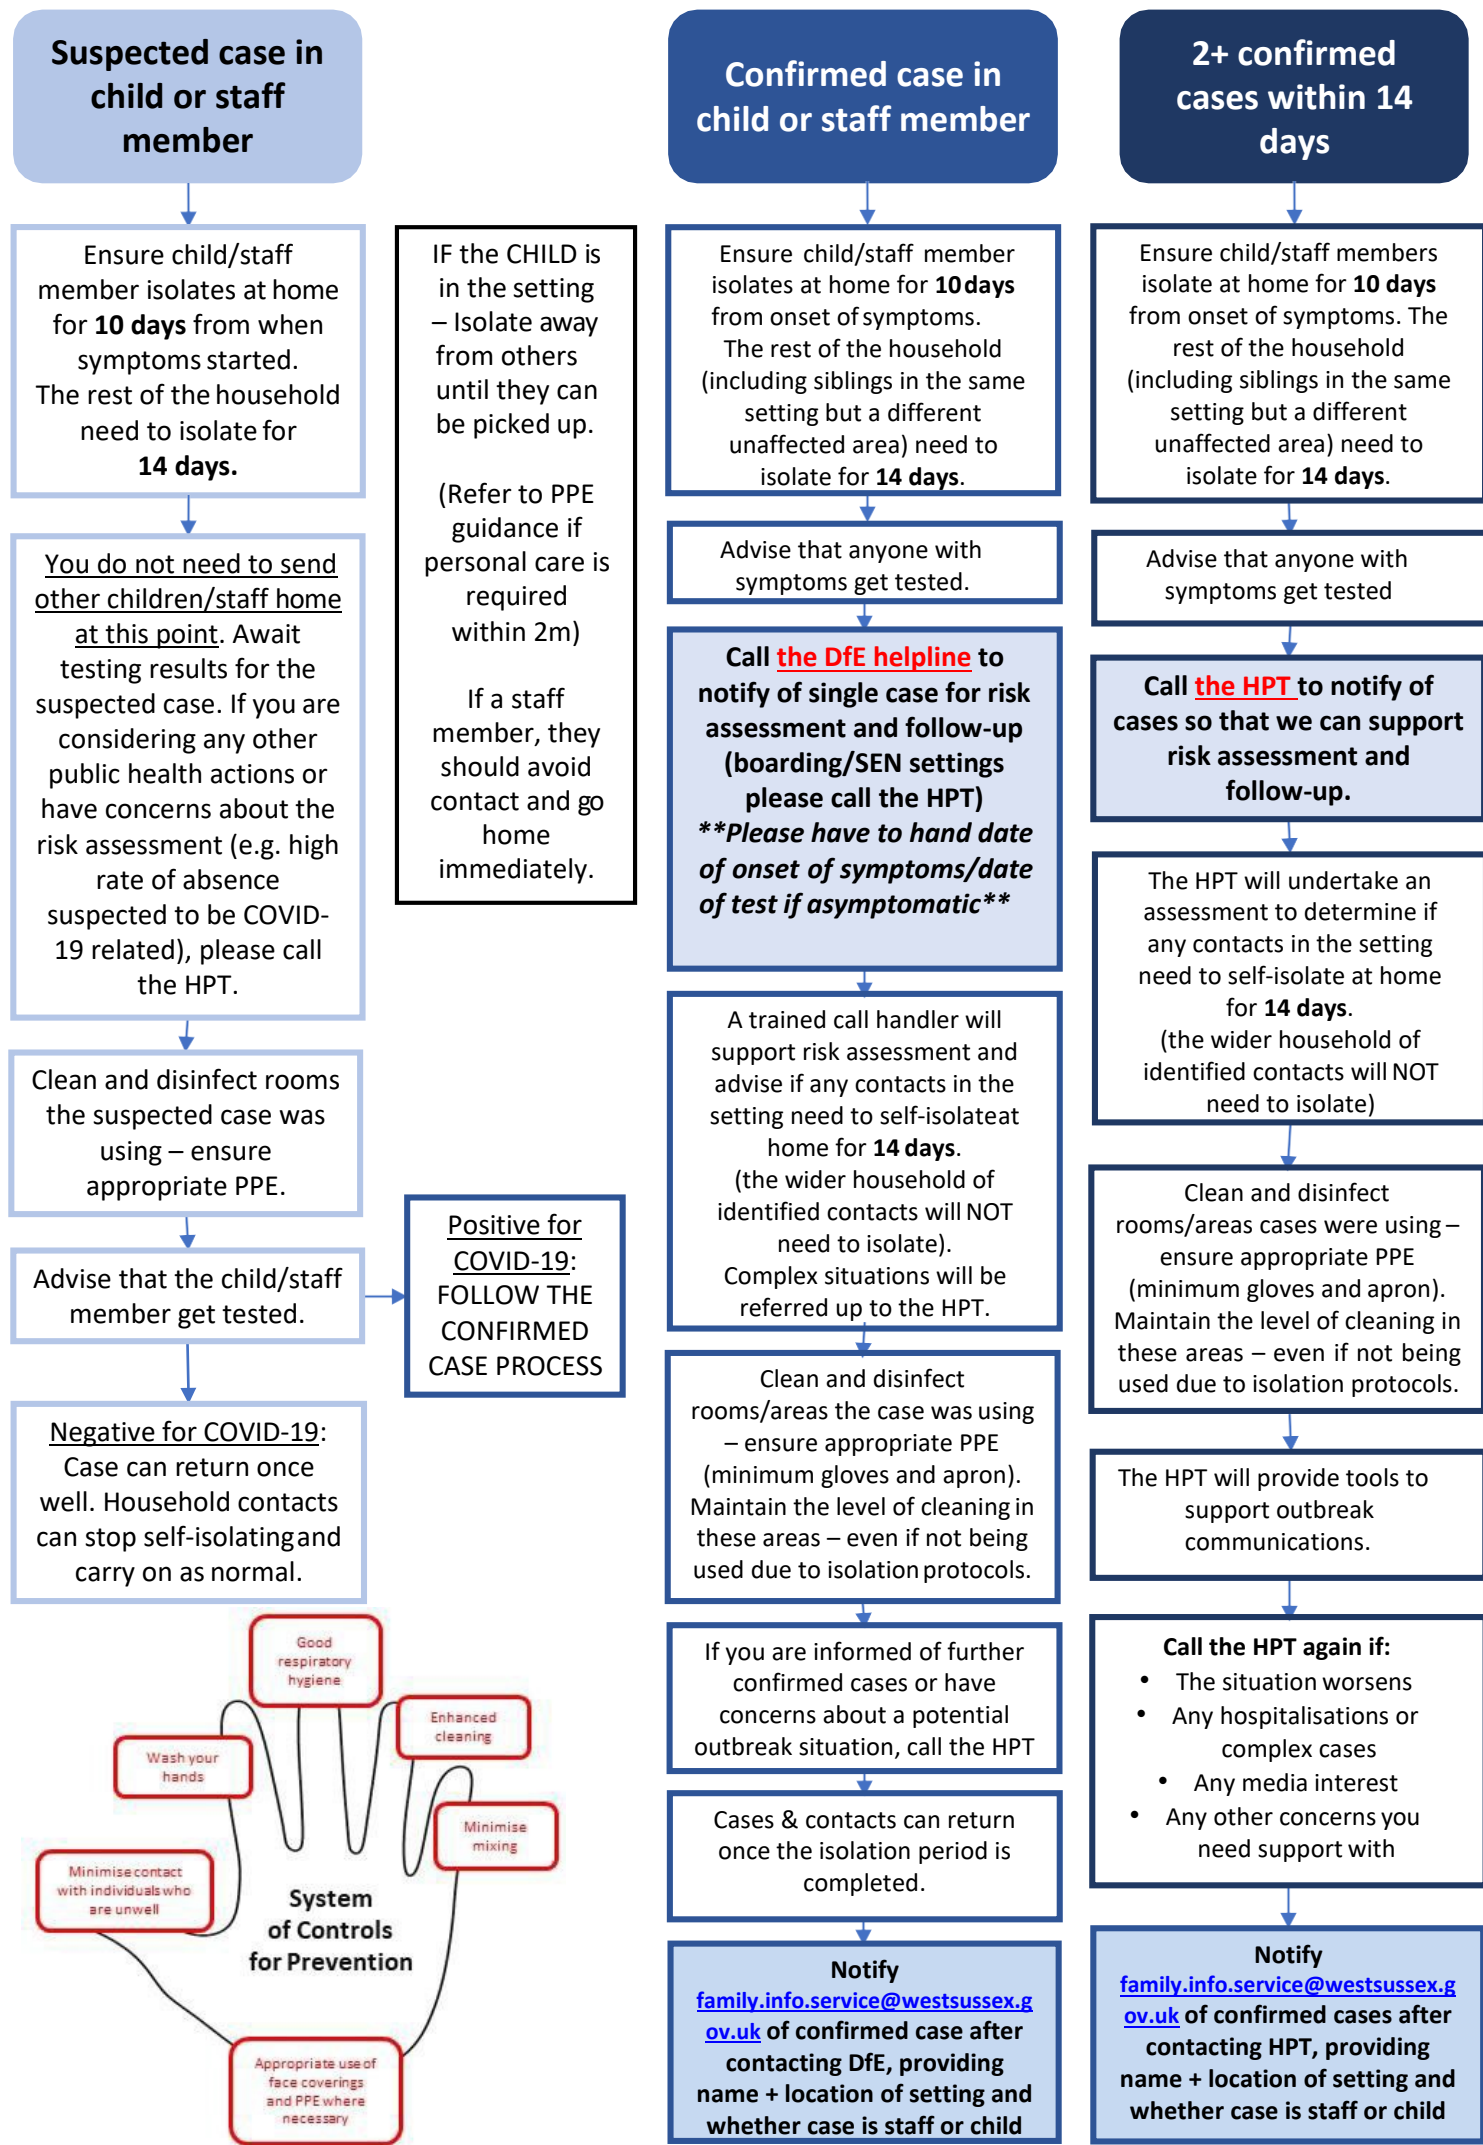 Suspected case in
child or staff
member
Ensure child/staff
member isolates at home
for 10 days from when
symptoms started.
The rest of the household
need to isolate for
14 days.
You do not need to send
other children/staff home
at this point. Await
testing results for the
suspected case. If you are
considering any other
public health actions or
have concerns about the
risk assessment (e.g. high
rate of absence
suspected to be COVID-
19 related), please call
the HPT.
Clean and disinfect rooms
the suspected case was
using – ensure
appropriate PPE.
Advise that the child/staff
member get tested.
Negative for COVID-19:
Case can return once
well. Household contacts
can stop self-isolating and
carry on as normal.
IF the CHILD is
in the setting
– Isolate away
from others
until they can
be picked up.
(Refer to PPE
guidance if
personal care is
required
within 2m)
If a staff
member, they
should avoid
contact and go
home
immediately.
Positive for
COVID-19:
FOLLOW THE
CONFIRMED
CASE PROCESS
Good
respiratory
hygiene
Enhanced
cleaning
Wash your
hands
Minimise
mixing
Minimise contact
with individuals who
are unwell
System
of Controls
for Prevention
Appropriate use of
face coverings
and PPE where
necessary
Confirmed case in
child or staff member
Ensure child/staff member
isolates at home for 10 days
from onset of symptoms.
The rest of the household
(including siblings in the same
setting but a different
unaffected area) need to
isolate for 14 days.
Advise that anyone with
symptoms get tested.
Call the DfE helpline to
notify of single case for risk
assessment and follow-up
(boarding/SEN settings
please call the HPT)
**Please have to hand date
of onset of symptoms/date
of test if asymptomatic**
A trained call handler will
support risk assessment and
advise if any contacts in the
setting need to self-isolateat
home for 14 days.
(the wider household of
identified contacts will NOT
need to isolate).
Complex situations will be
referred up to the HPT.
Clean and disinfect
rooms/areas the case was using
– ensure appropriate PPE
(minimum gloves and apron).
Maintain the level of cleaning in
these areas – even if not being
used due to isolation protocols.
If you are informed of further
confirmed cases or have
concerns about a potential
outbreak situation, call the HPT
Cases & contacts can return
once the isolation period is
completed.
Notify
family.info.service@westsussex.g
ov.uk of confirmed case after
contacting DfE, providing
name + location of setting and
whether case is staff or child
2+ confirmed
cases within 14
days
Ensure child/staff members
isolate at home for 10 days
from onset of symptoms. The
rest of the household
(including siblings in the same
setting but a different
unaffected area) need to
isolate for 14 days.
Advise that anyone with
symptoms get tested
Call the HPT to notify of
cases so that we can support
risk assessment and
follow-up.
The HPT will undertake an
assessment to determine if
any contacts in the setting
need to self-isolate at home
for 14 days.
(the wider household of
identified contacts will NOT
need to isolate)
Clean and disinfect
rooms/areas cases were using –
ensure appropriate PPE
(minimum gloves and apron).
Maintain the level of cleaning in
these areas – even if not being
used due to isolation protocols.
The HPT will provide tools to
support outbreak
communications.
Call the HPT again if:
• The situation worsens
• Any hospitalisations or
complex cases
• Any media interest
• Any other concerns you
need support with
Notify
family.info.service@westsussex.g
ov.uk of confirmed cases after
contacting HPT, providing
name + location of setting and
whether case is staff or child